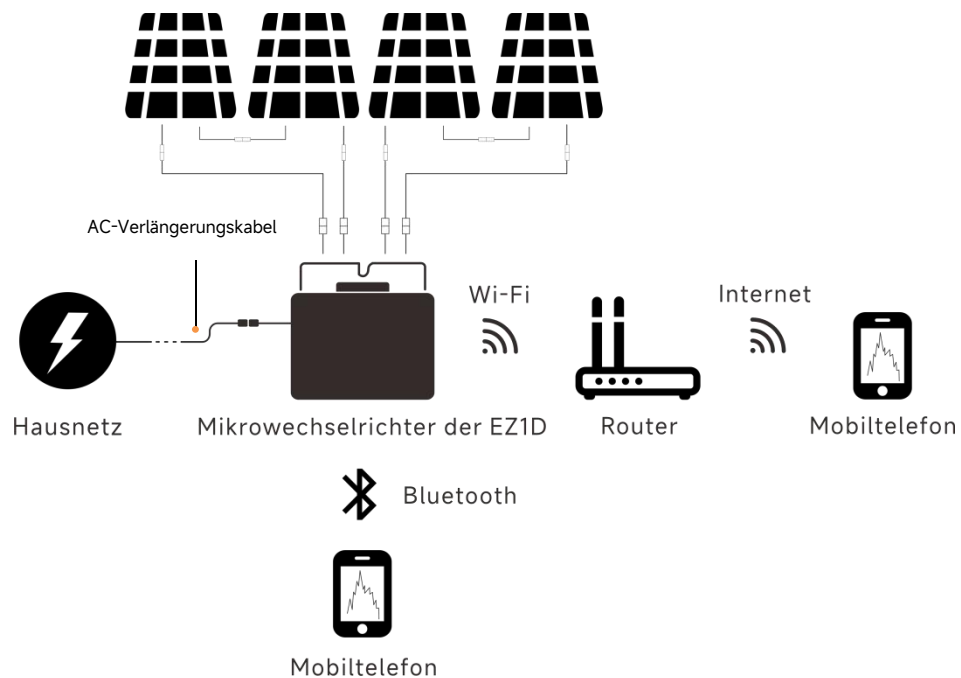 AC-Verlängerungskabel
Wi-Fi
Internet
Hausnetz
Mikrowechselrichter der EZ1D
Router
Mobiltelefon
Bluetooth
Mobiltelefon